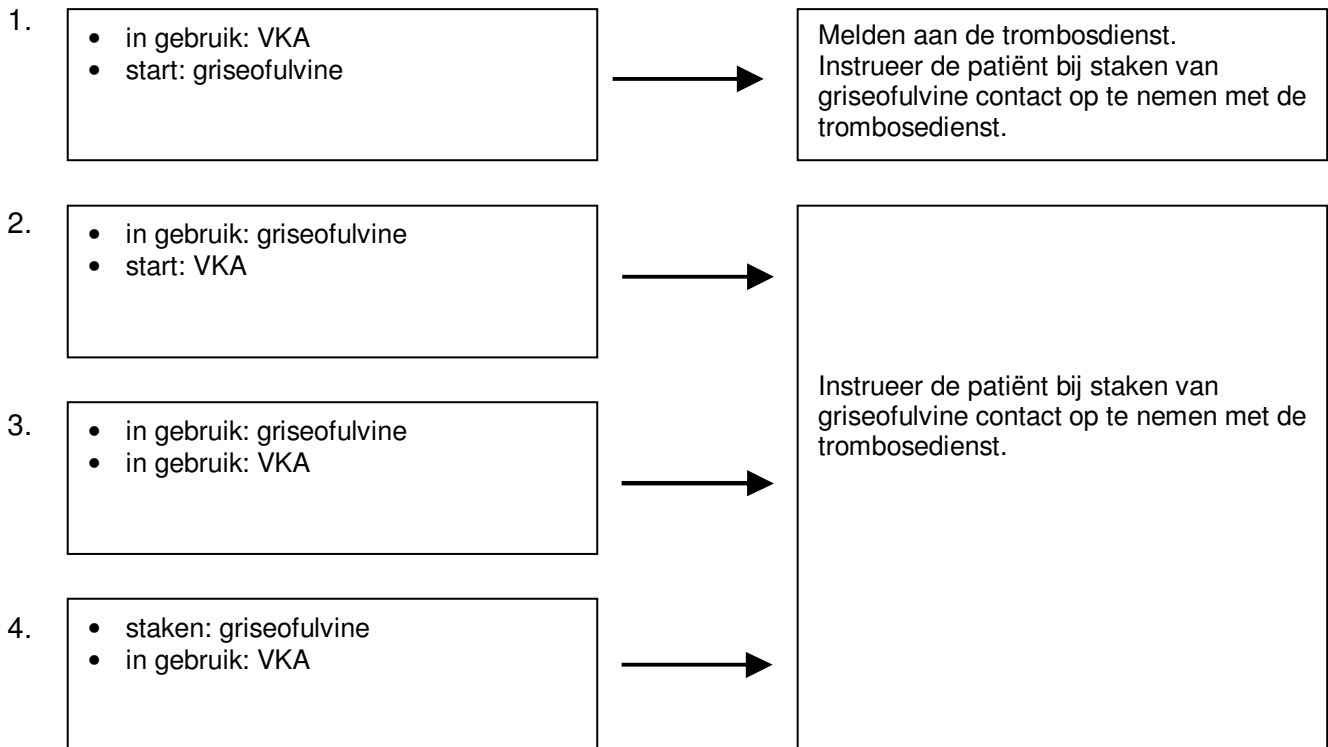 1.
• in gebruik: VKA
• start: griseofulvine
Melden aan de trombosdienst.
Instrueer de patiënt bij staken van
griseofulvine contact op te nemen met de
trombosedienst.
2.
• in gebruik: griseofulvine
• start: VKA
3.
• in gebruik: griseofulvine
• in gebruik: VKA
4.
• staken: griseofulvine
• in gebruik: VKA
Instrueer de patiënt bij staken van
griseofulvine contact op te nemen met de
trombosedienst.